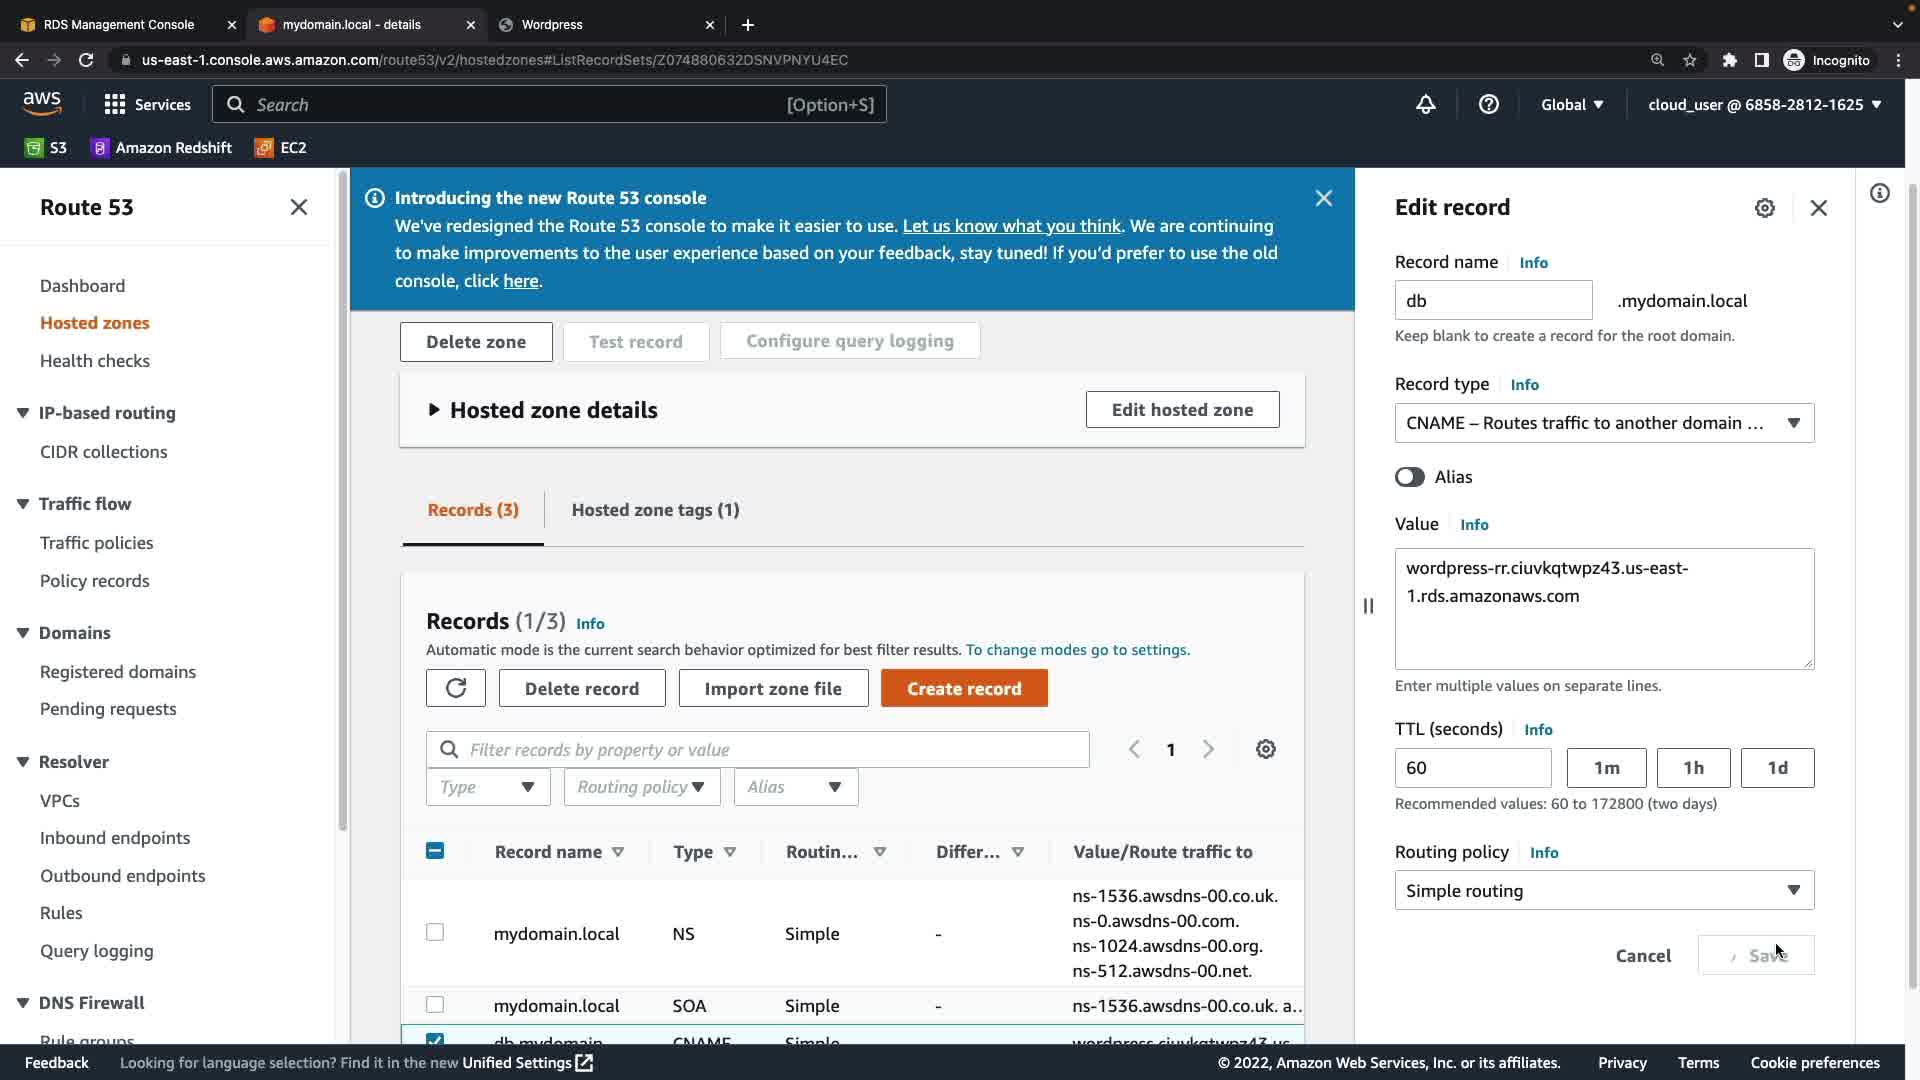 RDS Management Console
mydomain.local - details
Wordpress
us-east-1.console.aws.amazon.com/route53/v2/hostedzones#ListRecordSets/Z074880632DSNVPNYU4EC
Incognito
aws
Services
Search
[Option+S]
Global
cloud_user @ 6858-2812-1625
S3
Amazon Redshift
EC2
Route 53
Dashboard
Hosted zones
Health checks
IP-based routing
CIDR collections
Traffic flow
Traffic policies
Policy records
Domains
Registered domains
Pending requests
Resolver
VPCs
Inbound endpoints
Outbound endpoints
Rules
Query logging
DNS Firewall
Rule groups
Introducing the new Route 53 console
We've redesigned the Route 53 console to make it easier to use. Let us know what you think. We are continuing
to make improvements to the user experience based on your feedback, stay tuned! If you'd prefer to use the old
console, click here.
Delete zone
Test record
Configure query logging
Hosted zone details
Edit hosted zone
Records (3)
Hosted zone tags (1)
Records (1/3) Info
Automatic mode is the current search behavior optimized for best filter results. To change modes go to settings.
Delete record
Import zone file
Create record
Filter records by property or value
1
Type
Routing policy
Alias
Record name
Type
Routin...
Differ...
Value/Route traffic to
mydomain.local
NS
Simple
-
ns-1536.awsdns-00.co.uk.
ns-0.awsdns-00.com.
ns-1024.awsdns-00.org.
ns-512.awsdns-00.net.
mydomain.local
SOA
Simple
-
ns-1536.awsdns-00.co.uk. a...
db.mydomain
CNAME
Simple
wordpress.ciuvkqtwpz43.us
Edit record
Record name Info
db
.mydomain.local
Keep blank to create a record for the root domain.
Record type Info
CNAME – Routes traffic to another domain ...
Alias
Value Info
wordpress-rr.ciuvkqtwpz43.us-east-
1.rds.amazonaws.com
Enter multiple values on separate lines.
TTL (seconds) Info
60
1m
1h
1d
Recommended values: 60 to 172800 (two days)
Routing policy Info
Simple routing
Cancel
Save
Feedback
Looking for language selection? Find it in the new Unified Settings
© 2022, Amazon Web Services, Inc. or its affiliates.
Privacy
Terms
Cookie preferences